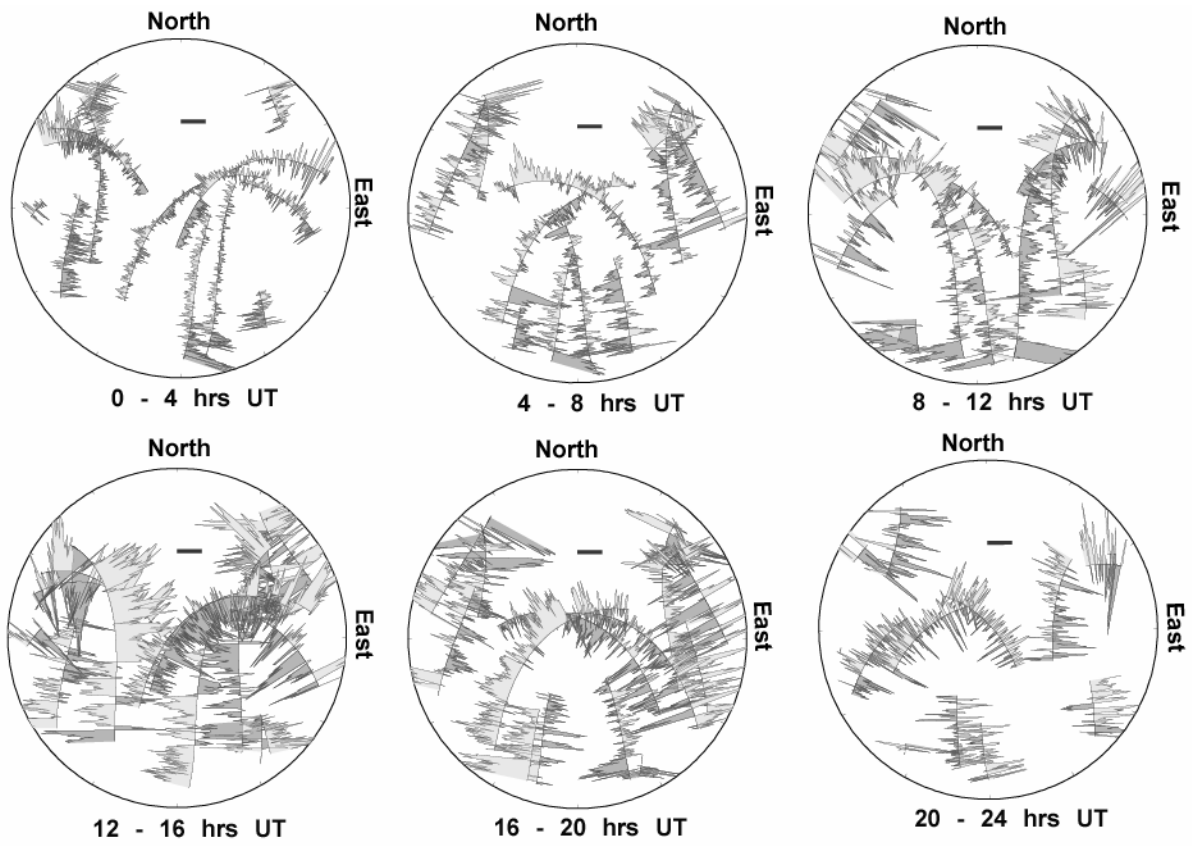 North
North
North
East
East
East
0 - 4 hrs UT
4 - 8 hrs UT
8 - 12 hrs UT
North
North
North
East
East
East
12 - 16 hrs UT
16 - 20 hrs UT
20 - 24 hrs UT